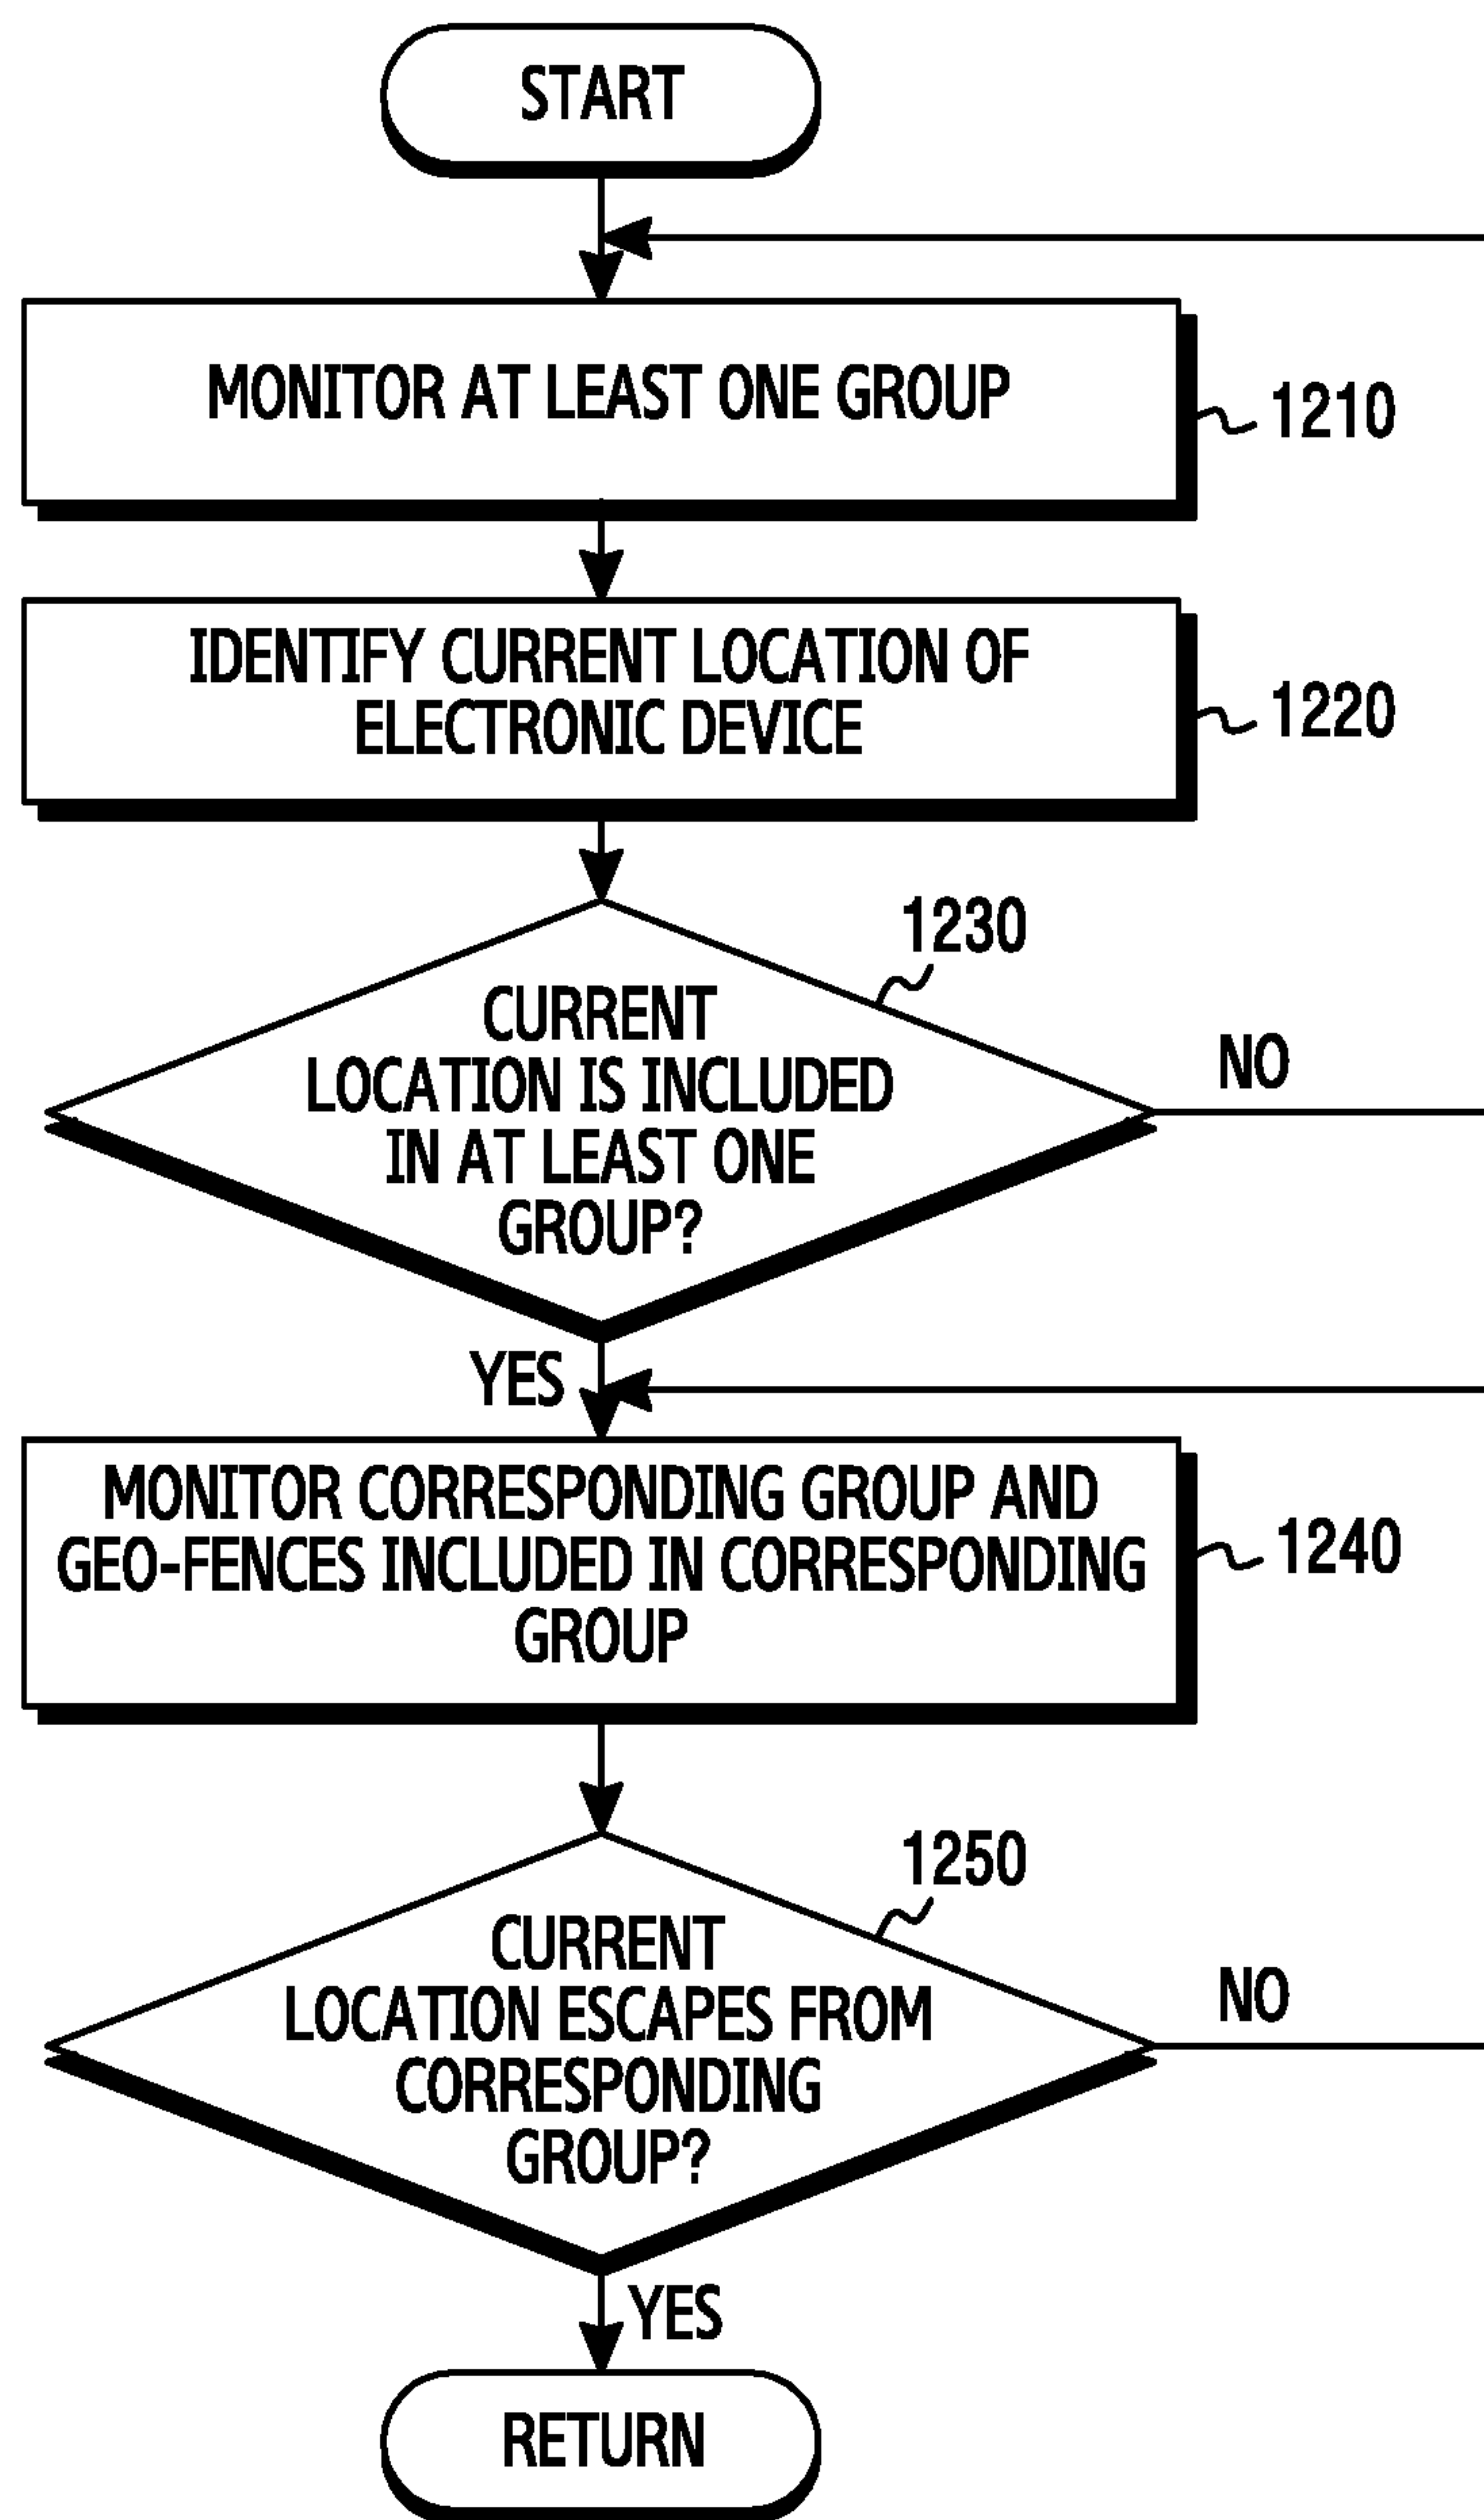 START
MONITOR AT LEAST ONE GROUP
1210
IDENTIFY CURRENT LOCATION OF
ELECTRONIC DEVICE
1220
1230
CURRENT
LOCATION IS INCLUDED
IN AT LEAST ONE
GROUP?
NO
YES
MONITOR CORRESPONDING GROUP AND
GEO-FENCES INCLUDED IN CORRESPONDING
GROUP
1240
1250
CURRENT
LOCATION ESCAPES FROM
CORRESPONDING
GROUP?
NO
YES
RETURN